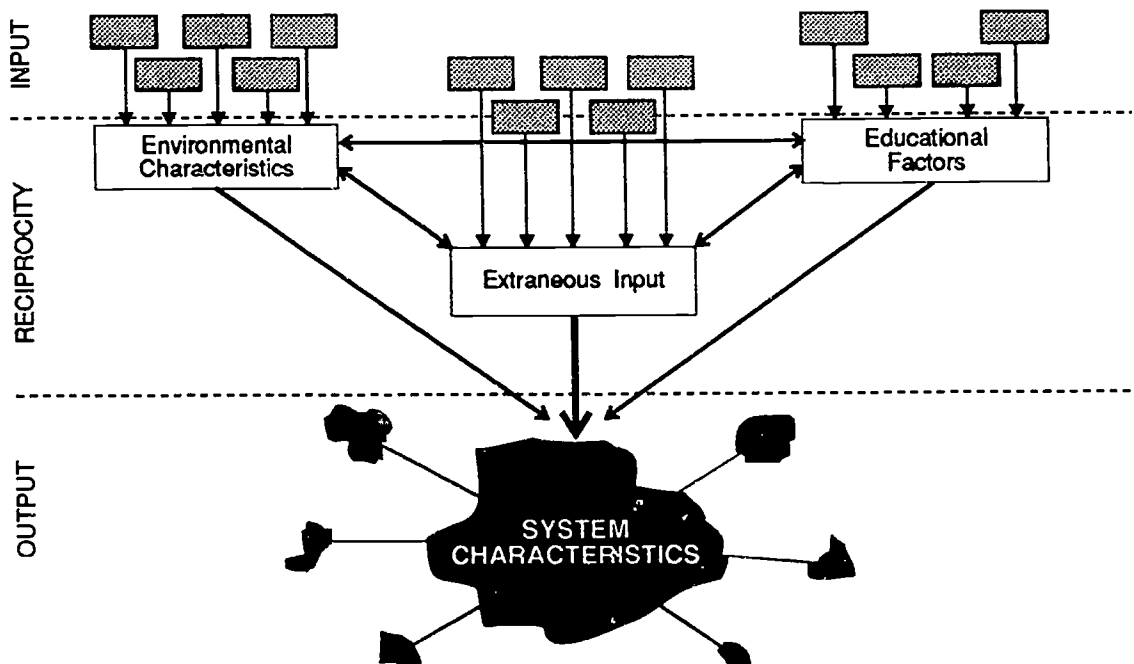 INPUT
Environmental
Characteristics
Educational
Factors
RECIPROCITY
Extraneous Input
OUTPUT
SYSTEM
CHARACTERISTICS